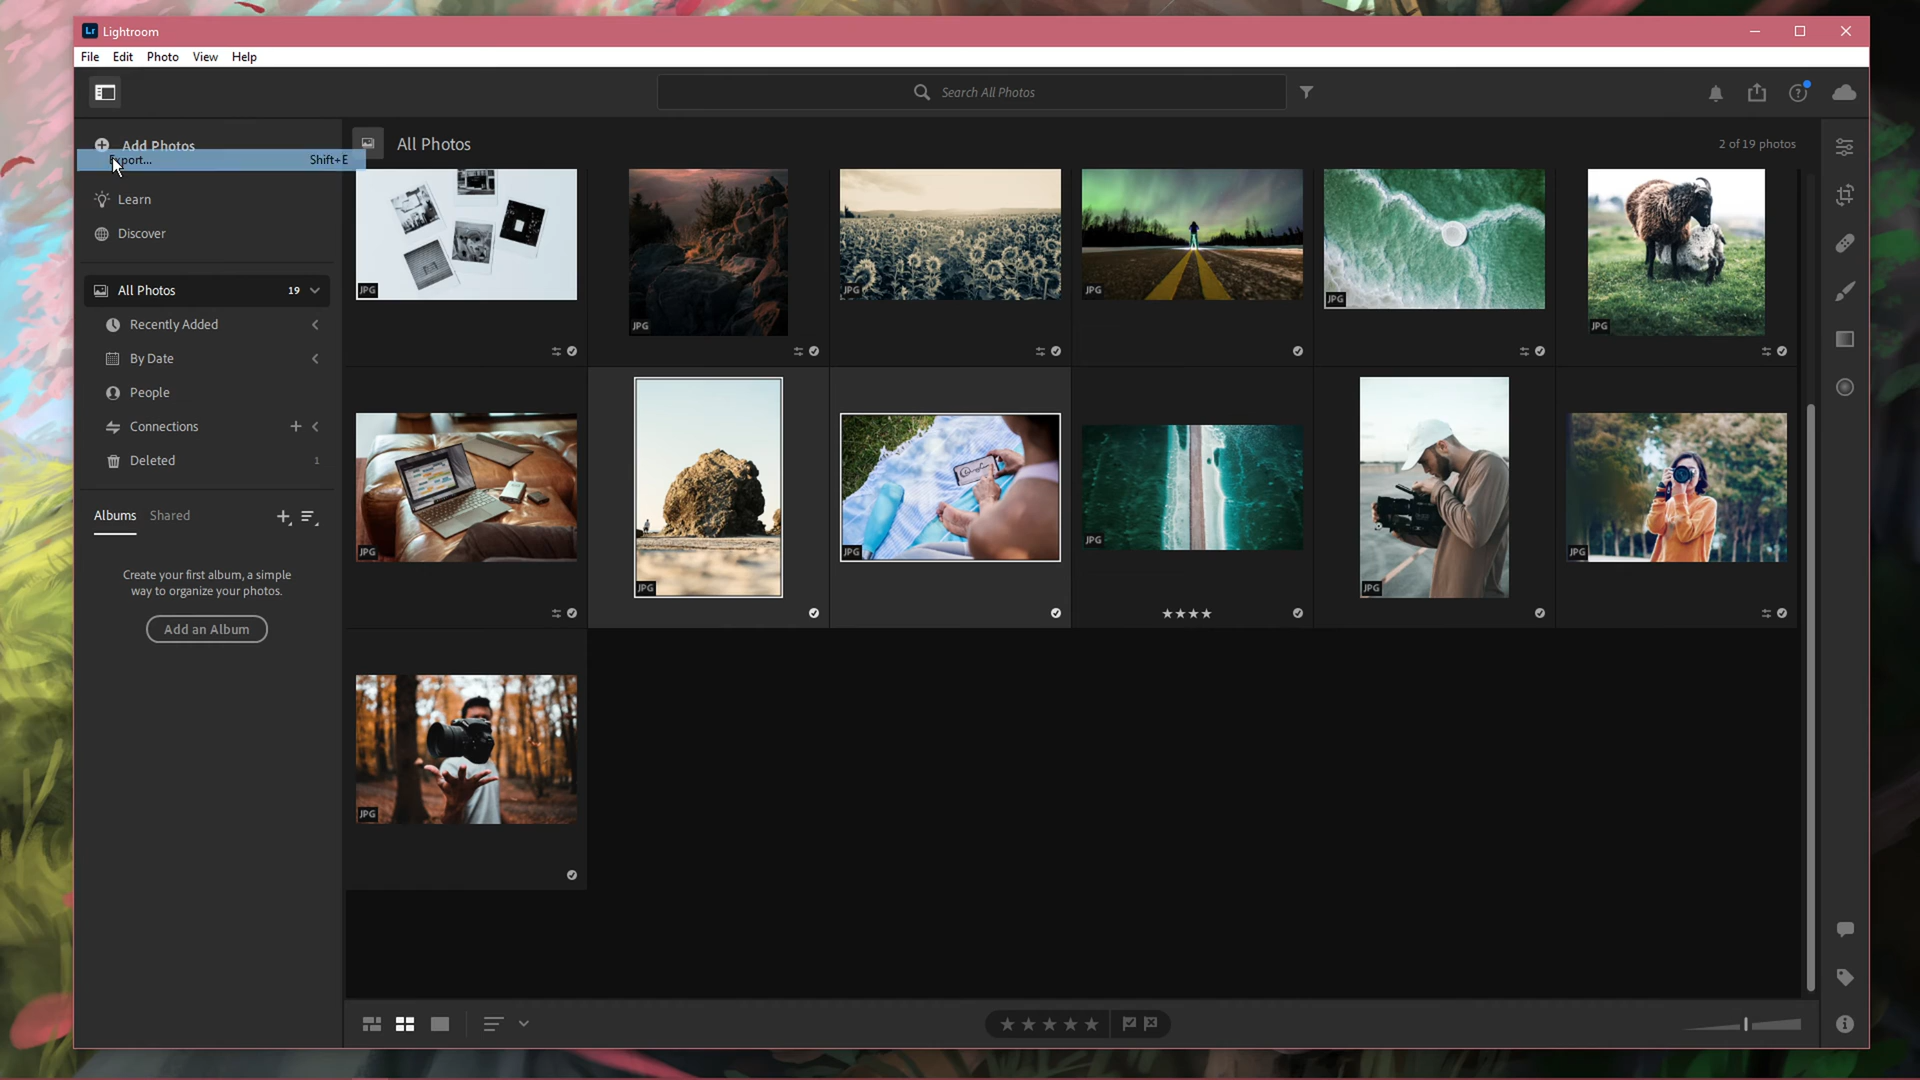 Lr Lightroom
File Edit Photo View Help
Search All Photos
Add Photos
Export... Shift+E
Learn
Discover
All Photos 19
Recently Added
By Date
People
Connections
Deleted 1
Albums Shared
Create your first album, a simple
way to organize your photos.
Add an Album
All Photos
2 of 19 photos
JPG
JPG
JPG
JPG
JPG
JPG
JPG
JPG
JPG
JPG
JPG
JPG
JPG